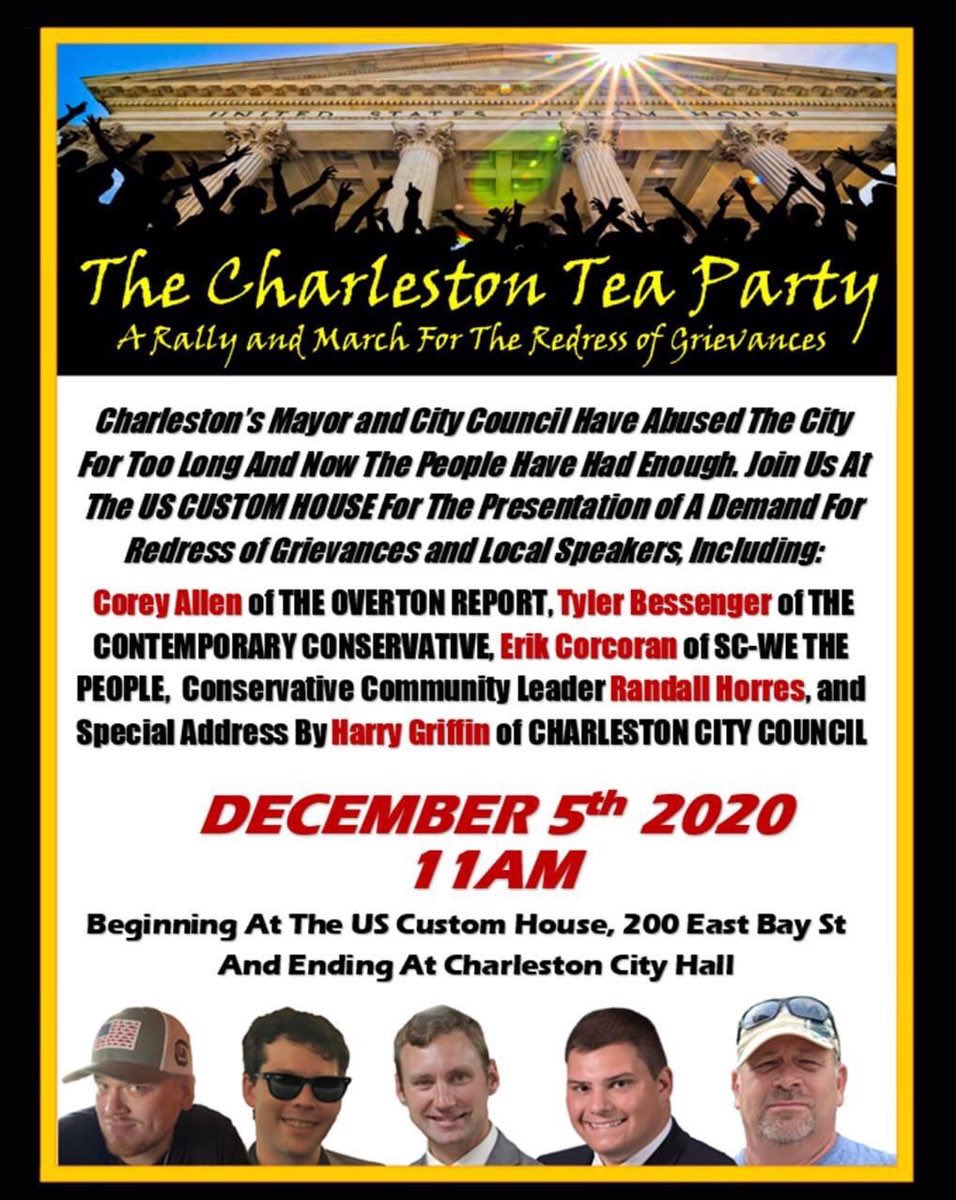 UNITED STATES CUSTOM HOUSE
The Charleston Tea Party
A Rally and March For The Redress of Grievances
Charleston's Mayor and City Council Have Abused The City
For Too Long And Now The People Have Had Enough. Join Us At
The US CUSTOM HOUSE For The Presentation of A Demand For
Redress of Grievances and Local Speakers, Including:
Corey Allen of THE OVERTON REPORT, Tyler Bessenger of THE
CONTEMPORARY CONSERVATIVE, Erik Corcoran of SC-WE THE
PEOPLE, Conservative Community Leader Randall Horres, and
Special Address By Harry Griffin of CHARLESTON CITY COUNCIL
DECEMBER 5th 2020
11AM
Beginning At The US Custom House, 200 East Bay St
And Ending At Charleston City Hall